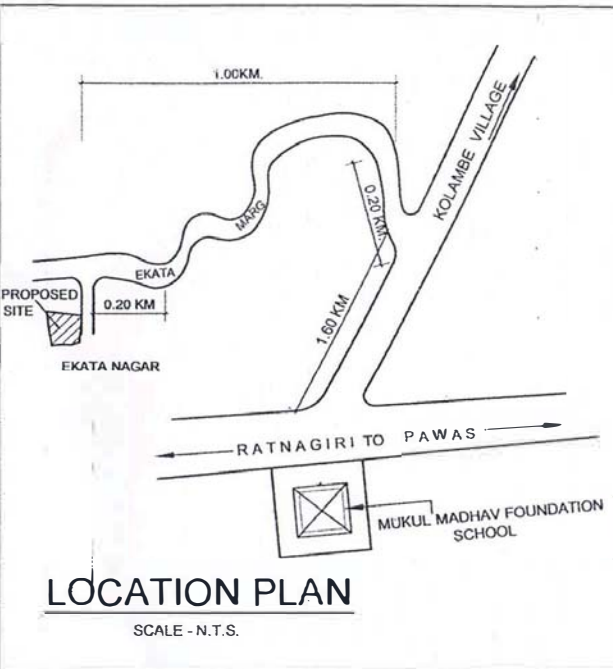 1.00KM.
KOLAMBE VILLAGE
MARG
0.20 KM.
EKATA
PROPOSED
SITE
0.20 KM
1.60 KM
EKATA NAGAR
RATNAGIRI TO PAWAS
MUKUL MADHAV FOUNDATION
SCHOOL
LOCATION PLAN
SCALE - N.T.S.